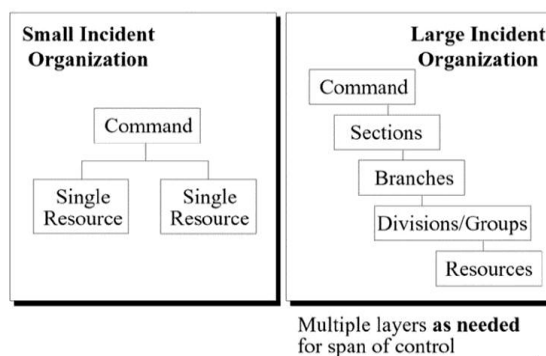 Small Incident
Organization
Command
Single
Resource
Single
Resource
Large Incident
Organization
Command
Sections
Branches
Divisions/Groups
Resources
Multiple layers as needed
for span of control